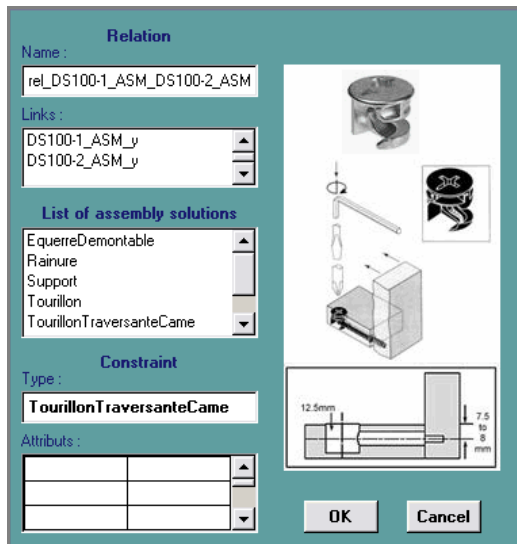 Relation
Name :
rel_DS100-1_ASM_DS100-2_ASM
Links :
DS100-1_ASM_y
DS100-2_ASM_y
List of assembly solutions
EquerreDemontable
Rainure
Support
Tourillon
TourillonTraversanteCame
Constraint
Type :
TourillonTraversanteCame
Attributs :
12.5mm
7.5
to
8
mm
OK
Cancel